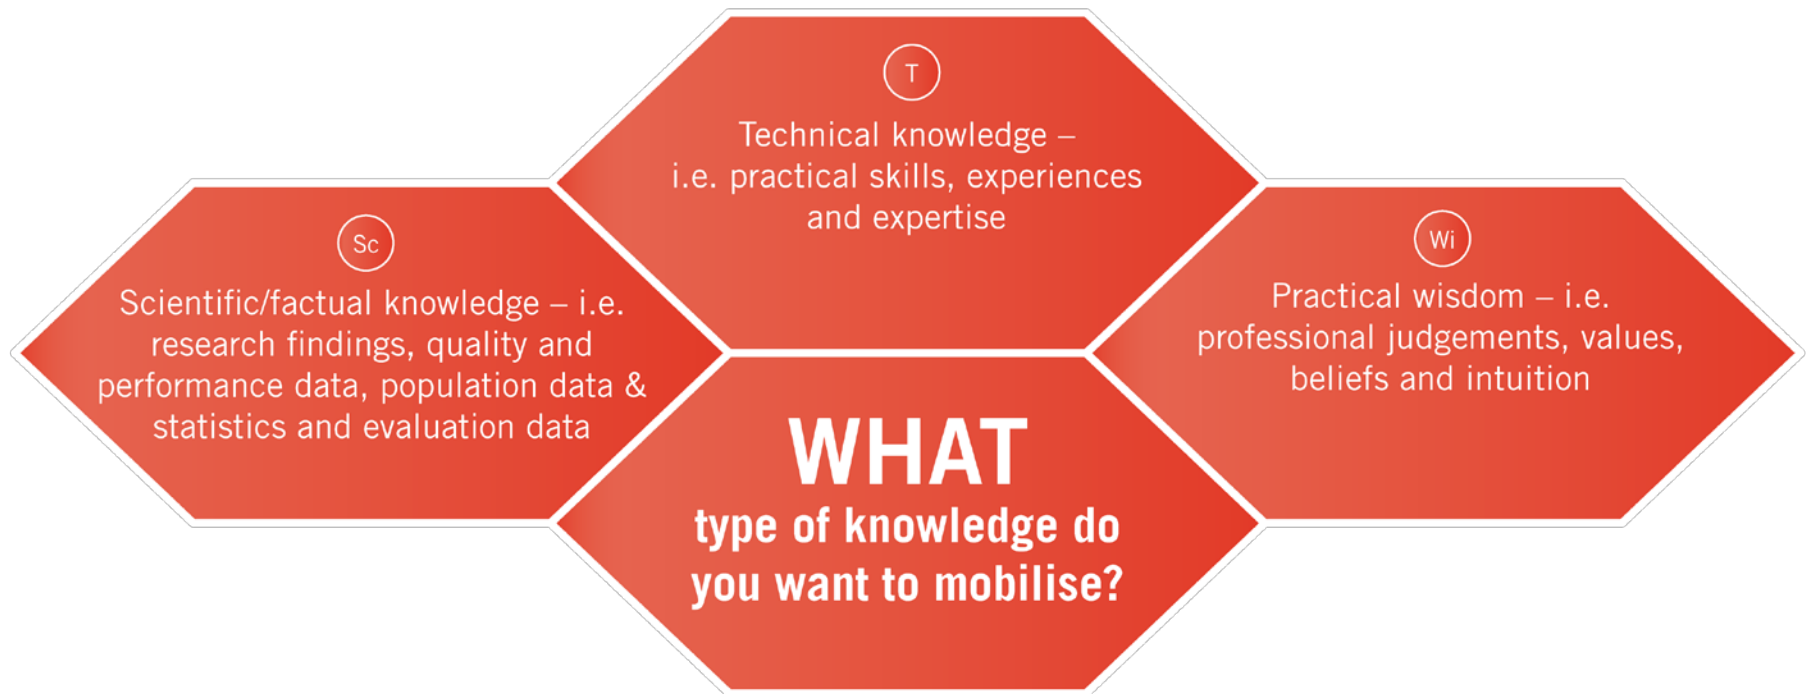 T
Technical knowledge –
i.e. practical skills, experiences
and expertise
Sc
Scientific/factual knowledge – i.e.
research findings, quality and
performance data, population data &
statistics and evaluation data
Wi
Practical wisdom – i.e.
professional judgements, values,
beliefs and intuition
WHAT
type of knowledge do
you want to mobilise?